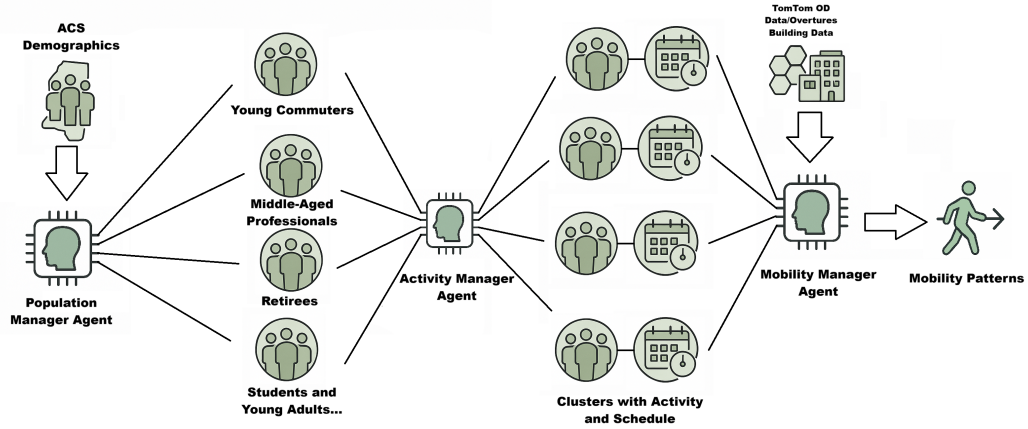 ACS
Demographics
Population
Manager Agent
Young Commuters
Middle-Aged
Professionals
Retirees
Students and
Young Adults...
Activity Manager
Agent
Clusters with Activity
and Schedule
TomTom OD
Data/Overtures
Building Data
Mobility Manager
Agent
Mobility Patterns